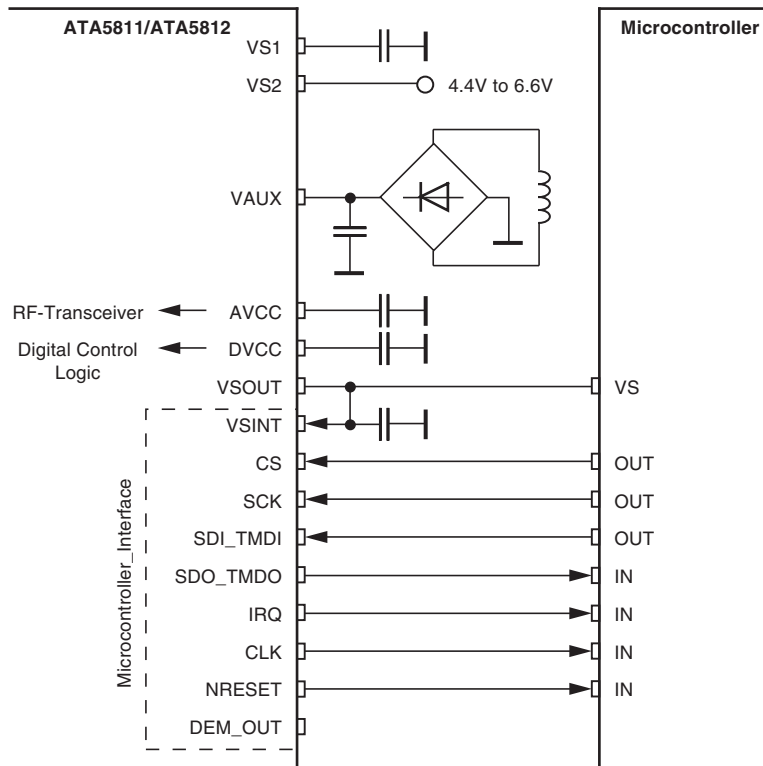 ATA5811/ATA5812
Microcontroller
VS1
VS2
4.4V to 6.6V
VAUX
RF-Transceiver
AVCC
Digital Control
Logic
DVCC
VSOUT
VS
VSINT
CS
OUT
SCK
OUT
SDI_TMDI
OUT
SDO_TMDO
IN
IRQ
IN
CLK
IN
NRESET
IN
DEM_OUT
Microcontroller_Interface